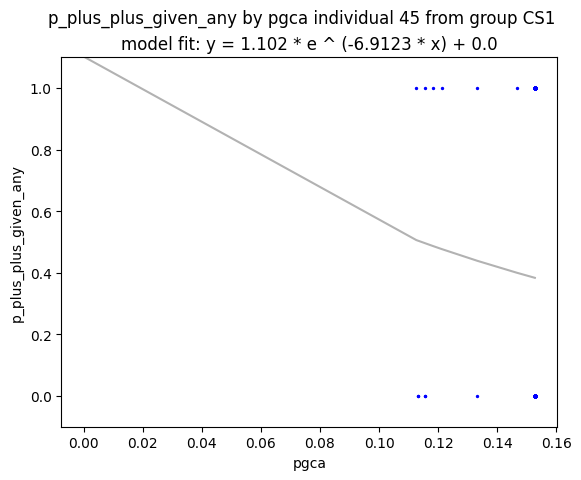 p_plus_plus_given_any by pgca individual 45 from group CS1
model fit: y = 1.102 * e ^ (-6.9123 * x) + 0.0
1.0
0.8
0.6
0.4
0.2
0.0
p_plus_plus_given_any
0.00 0.02 0.04 0.06 0.08 0.10 0.12 0.14 0.16
pgca